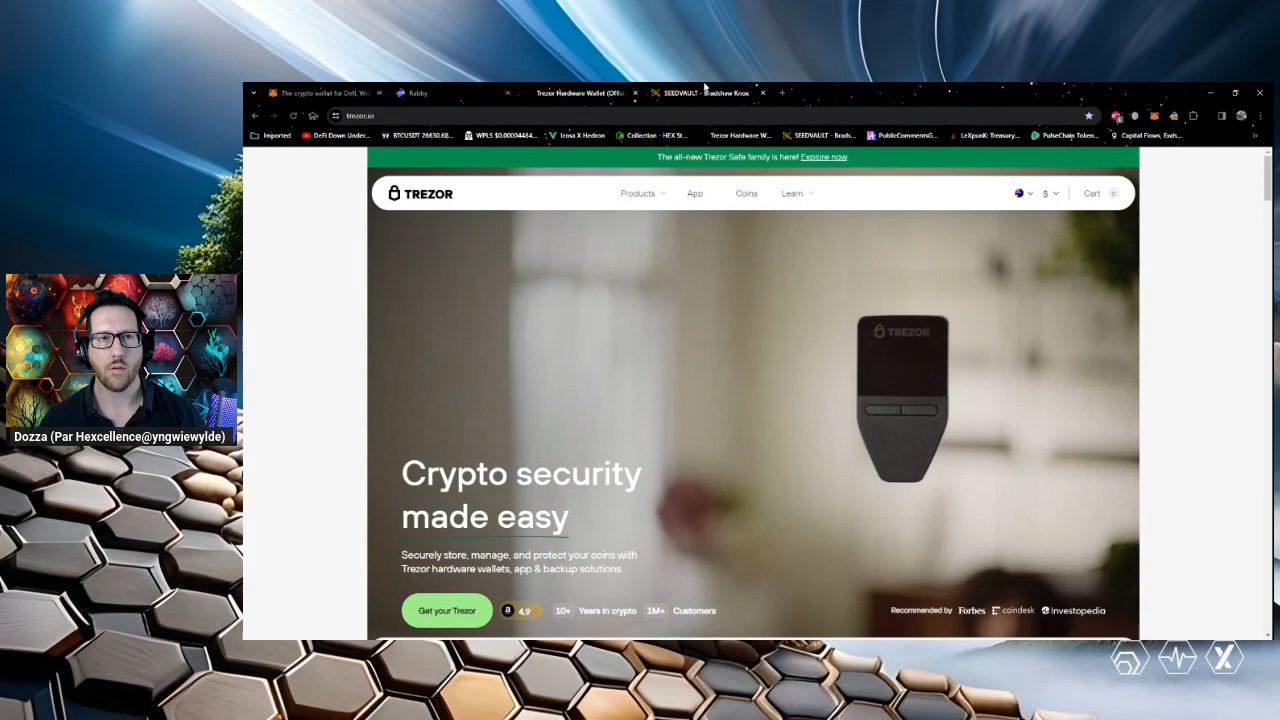 The crypto wallet for Defi, We
Rabby
Trezor Hardware Wallet (Offic
SEEDVAULT - Bradshaw Knox
trezor.io
Imported
DeFi Down Under...
BTCUSDT 26630.68...
WPLS $0.00004484...
Icosa X Hedron
Collection - HEX St...
Trezor Hardware W...
SEEDVAULT - Brads...
PublicCommentsG...
LeXpunK: Treasury...
PulseChain Token...
Capital Flows, Exch...
The all-new Trezor Safe family is here! Explore now
TREZOR
Products
App
Coins
Learn
$
Cart
0
TREZOR
Crypto security
made easy
Securely store, manage, and protect your coins with
Trezor hardware wallets, app & backup solutions.
Get your Trezor
a 4.9
10+ Years in crypto
1M+ Customers
Recommended by Forbes coindesk Investopedia
Dozza (Par Hexcellence@yngwiewylde)